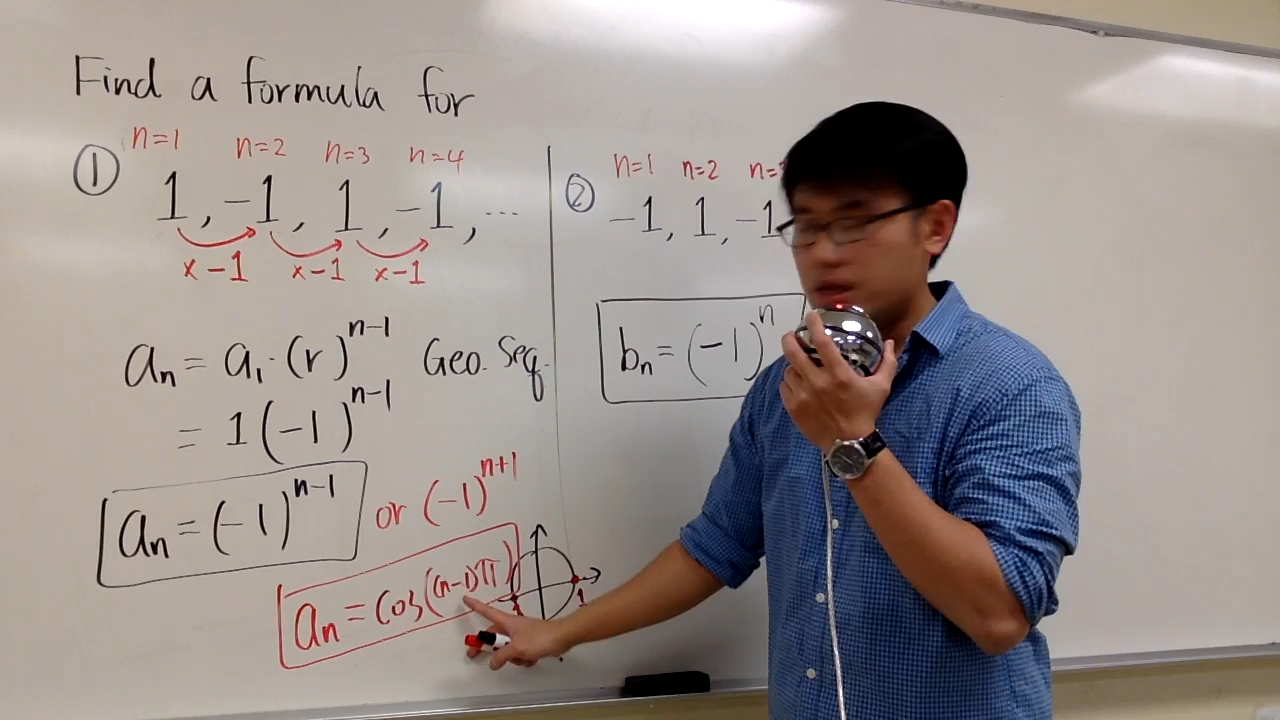 Find a formula for
① n=1 n=2 n=3 n=4
1, -1, 1, -1, ...
x-1 x-1 x-1
aₙ = a₁·(r)ⁿ⁻¹ Geo. Seq.
= 1(-1)ⁿ⁻¹
aₙ = (-1)ⁿ⁻¹ or (-1)ⁿ⁺¹
aₙ = cos((n-1)π)
1
② n=1 n=2
-1, 1, -1
bₙ = (-1)ⁿ